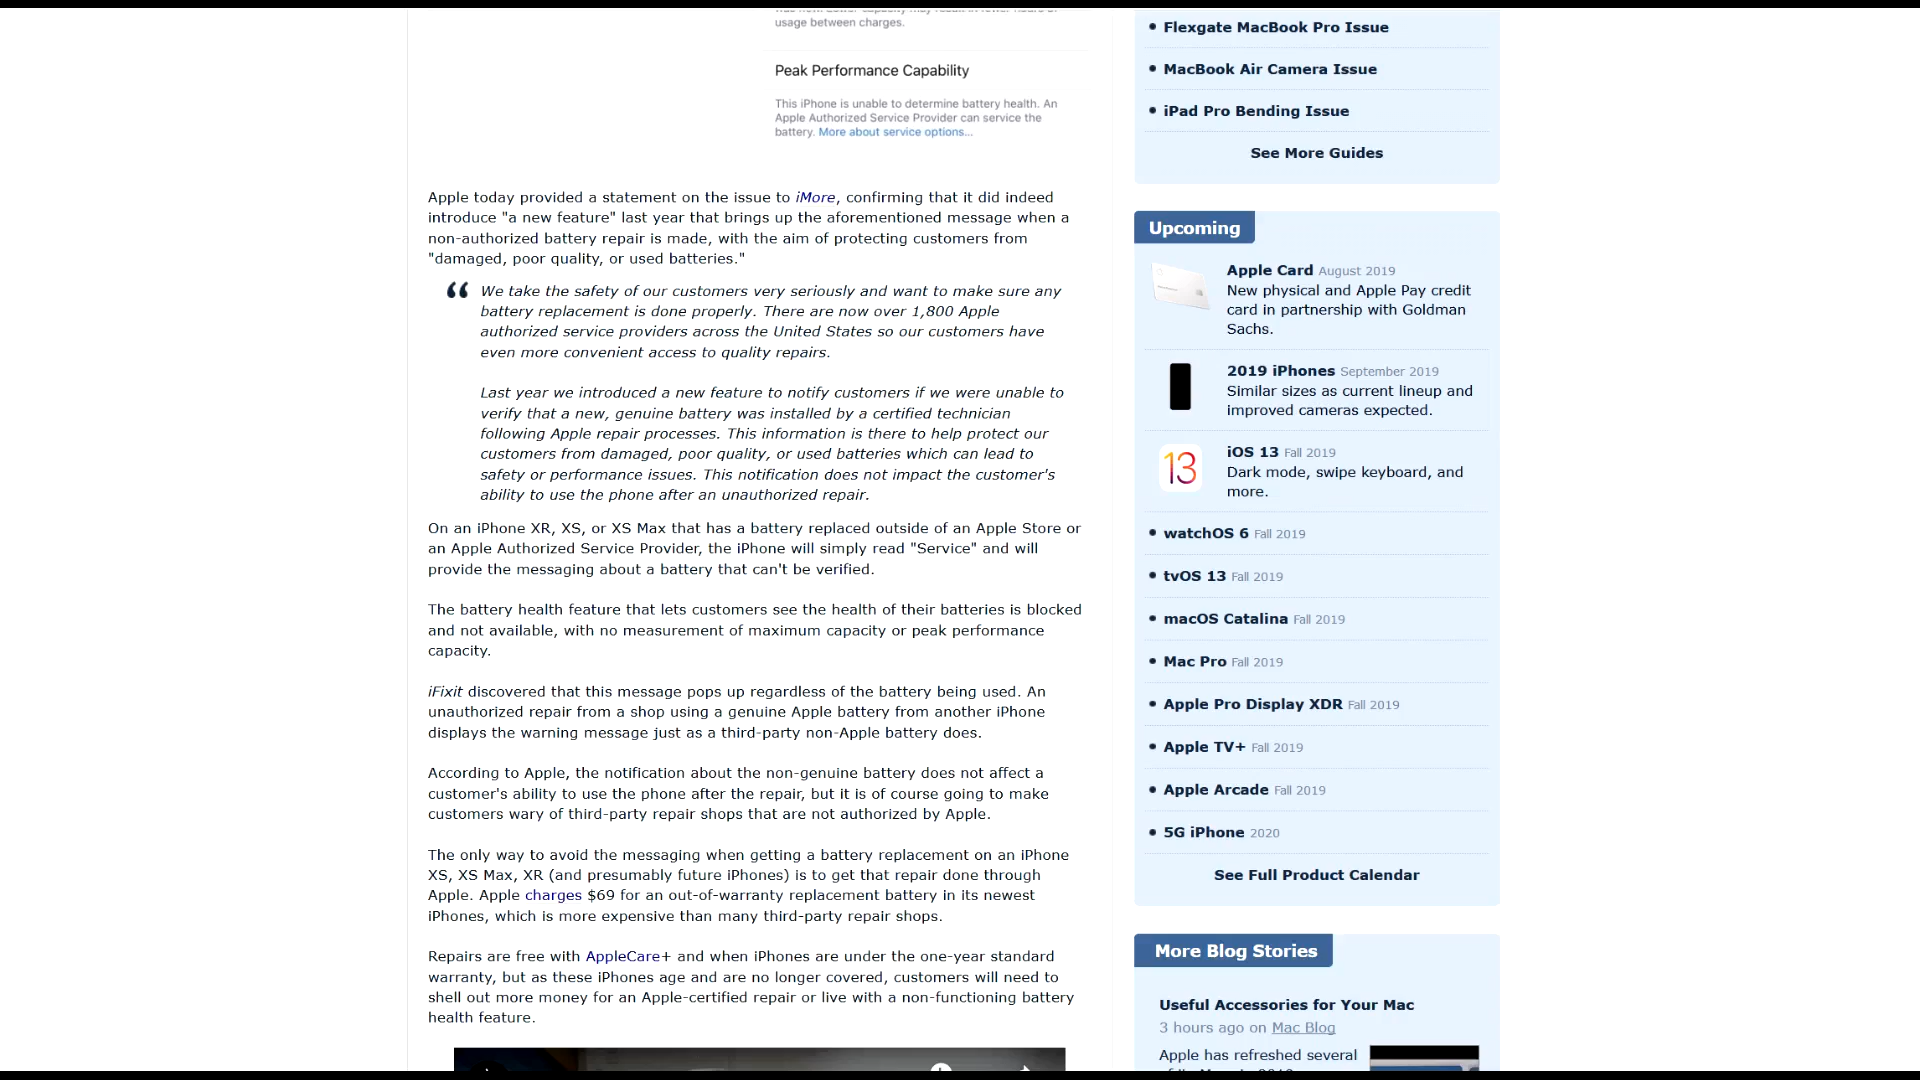 usage between charges.
Peak Performance Capability
This iPhone is unable to determine battery health. An
Apple Authorized Service Provider can service the
battery. More about service options...
Apple today provided a statement on the issue to iMore, confirming that it did indeed
introduce "a new feature" last year that brings up the aforementioned message when a
non-authorized battery repair is made, with the aim of protecting customers from
"damaged, poor quality, or used batteries."
“ We take the safety of our customers very seriously and want to make sure any
battery replacement is done properly. There are now over 1,800 Apple
authorized service providers across the United States so our customers have
even more convenient access to quality repairs.
Last year we introduced a new feature to notify customers if we were unable to
verify that a new, genuine battery was installed by a certified technician
following Apple repair processes. This information is there to help protect our
customers from damaged, poor quality, or used batteries which can lead to
safety or performance issues. This notification does not impact the customer's
ability to use the phone after an unauthorized repair.
On an iPhone XR, XS, or XS Max that has a battery replaced outside of an Apple Store or
an Apple Authorized Service Provider, the iPhone will simply read "Service" and will
provide the messaging about a battery that can't be verified.
The battery health feature that lets customers see the health of their batteries is blocked
and not available, with no measurement of maximum capacity or peak performance
capacity.
iFixit discovered that this message pops up regardless of the battery being used. An
unauthorized repair from a shop using a genuine Apple battery from another iPhone
displays the warning message just as a third-party non-Apple battery does.
According to Apple, the notification about the non-genuine battery does not affect a
customer's ability to use the phone after the repair, but it is of course going to make
customers wary of third-party repair shops that are not authorized by Apple.
The only way to avoid the messaging when getting a battery replacement on an iPhone
XS, XS Max, XR (and presumably future iPhones) is to get that repair done through
Apple. Apple charges $69 for an out-of-warranty replacement battery in its newest
iPhones, which is more expensive than many third-party repair shops.
Repairs are free with AppleCare+ and when iPhones are under the one-year standard
warranty, but as these iPhones age and are no longer covered, customers will need to
shell out more money for an Apple-certified repair or live with a non-functioning battery
health feature.
• Flexgate MacBook Pro Issue
• MacBook Air Camera Issue
• iPad Pro Bending Issue
See More Guides
Upcoming
Apple Card August 2019
New physical and Apple Pay credit
card in partnership with Goldman
Sachs.
2019 iPhones September 2019
Similar sizes as current lineup and
improved cameras expected.
13
iOS 13 Fall 2019
Dark mode, swipe keyboard, and
more.
• watchOS 6 Fall 2019
• tvOS 13 Fall 2019
• macOS Catalina Fall 2019
• Mac Pro Fall 2019
• Apple Pro Display XDR Fall 2019
• Apple TV+ Fall 2019
• Apple Arcade Fall 2019
• 5G iPhone 2020
See Full Product Calendar
More Blog Stories
Useful Accessories for Your Mac
3 hours ago on Mac Blog
Apple has refreshed several